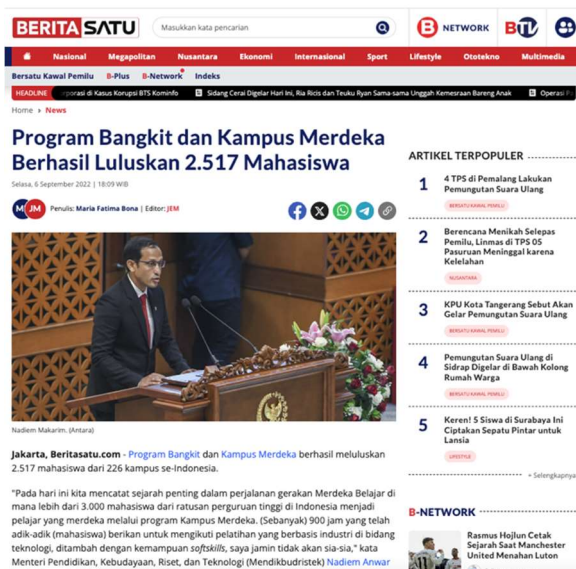 BERITA SATU
Masukkan kata pencarian
B NETWORK
BTV
Nasional Megapolitan Nusantara Ekonomi Internasional Sport Lifestyle Ototekno Multimedia
Bersatu Kawal Pemilu B-Plus B-Network Indeks
HEADLINE orporasi di Kasus Korupsi BTS Kominfo Sidang Cerai Digelar Hari Ini, Ria Ricis dan Teuku Ryan Sama-sama Unggah Kemesraan Bareng Anak Operasi Pa
Home > News
Program Bangkit dan Kampus Merdeka
Berhasil Luluskan 2.517 Mahasiswa
Selasa, 6 September 2022 | 18:09 WIB
M JM Penulis: Maria Fatima Bona | Editor: JEM
Nadiem Makarim. (Antara)
Jakarta, Beritasatu.com - Program Bangkit dan Kampus Merdeka berhasil meluluskan
2.517 mahasiswa dari 226 kampus se-Indonesia.
"Pada hari ini kita mencatat sejarah penting dalam perjalanan gerakan Merdeka Belajar di
mana lebih dari 3.000 mahasiswa dari ratusan perguruan tinggi di Indonesia menjadi
pelajar yang merdeka melalui program Kampus Merdeka. (Sebanyak) 900 jam yang telah
adik-adik (mahasiswa) berikan untuk mengikuti pelatihan yang berbasis industri di bidang
teknologi, ditambah dengan kemampuan softskills, saya jamin tidak akan sia-sia," kata
Menteri Pendidikan, Kebudayaan, Riset, dan Teknologi (Mendikbudristek) Nadiem Anwar
ARTIKEL TERPOPULER
1 4 TPS di Pemalang Lakukan
Pemungutan Suara Ulang
BERSATU KAWAL PEMILU
2 Berencana Menikah Selepas
Pemilu, Linmas di TPS 05
Pasuruan Meninggal karena
Kelelahan
NUSANTARA
3 KPU Kota Tangerang Sebut Akan
Gelar Pemungutan Suara Ulang
BERSATU KAWAL PEMILU
4 Pemungutan Suara Ulang di
Sidrap Digelar di Bawah Kolong
Rumah Warga
BERSATU KAWAL PEMILU
5 Keren! 5 Siswa di Surabaya Ini
Ciptakan Sepatu Pintar untuk
Lansia
LIFESTYLE
+ Selengkapnya
B-NETWORK
Rasmus Hojlun Cetak
Sejarah Saat Manchester
United Menahan Luton